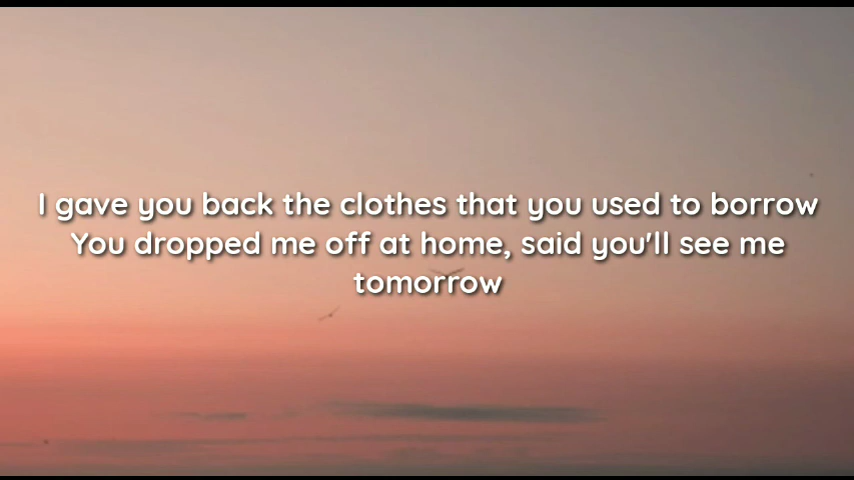 I gave you back the clothes that you used to borrow
You dropped me off at home, said you'll see me
tomorrow